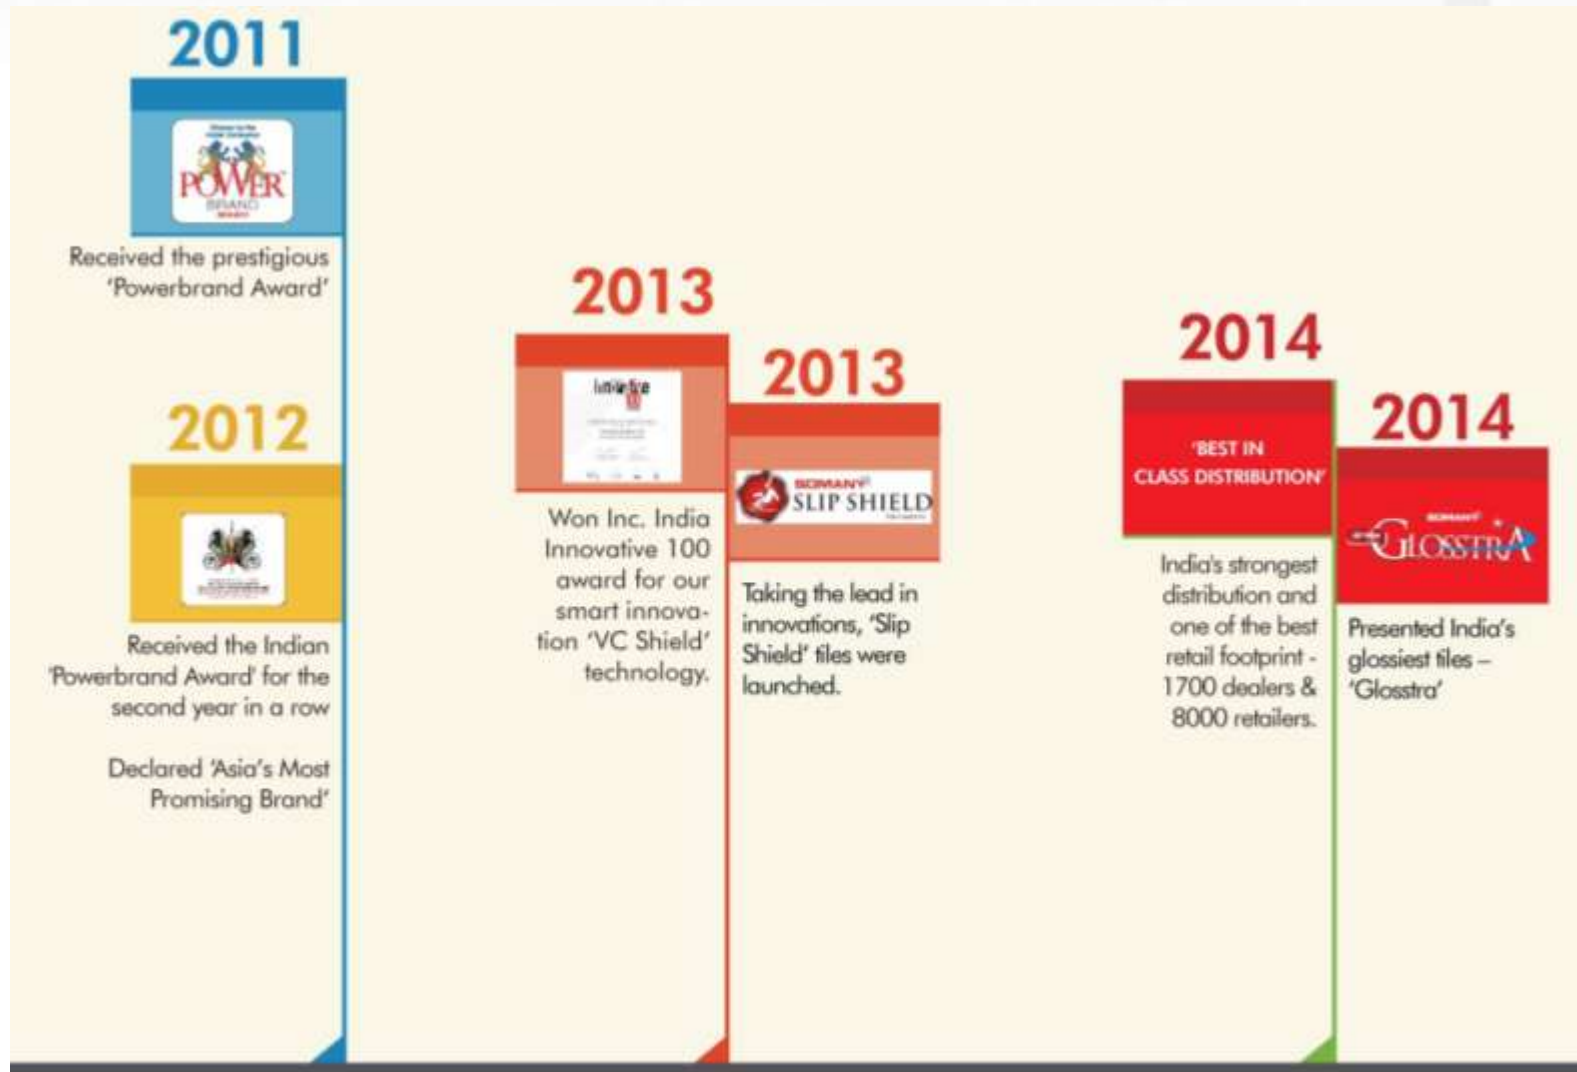 2011
POWER
BRAND
Received the prestigious
'Powerbrand Award'
2012
Received the Indian
'Powerbrand Award' for the
second year in a row
Declared 'Asia's Most
Promising Brand'
2013
Won Inc. India
Innovative 100
award for our
smart innova-
tion 'VC Shield'
technology.
2013
SOMANY
SLIP SHIELD
Taking the lead in
innovations, 'Slip
Shield' tiles were
launched.
2014
'BEST IN
CLASS DISTRIBUTION'
India's strongest
distribution and
one of the best
retail footprint -
1700 dealers &
8000 retailers.
2014
SOMANY
GLOSSTRA
Presented India's
glossiest tiles –
'Glosstra'